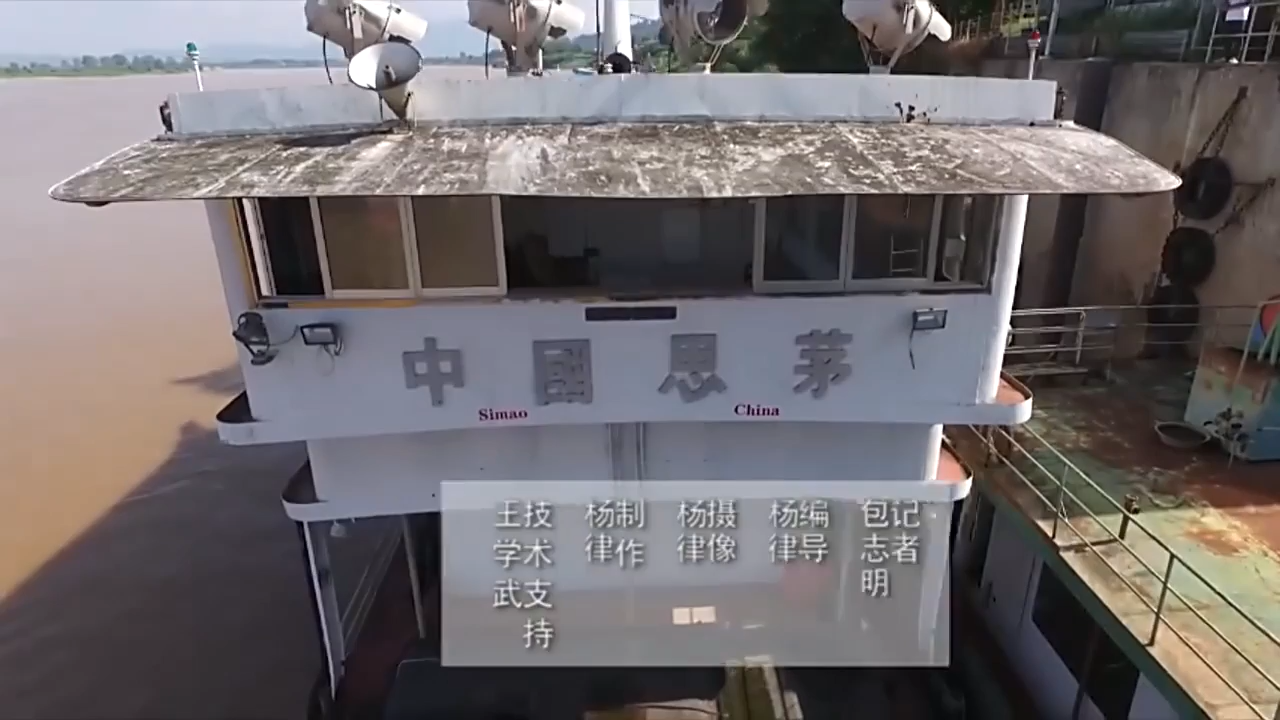 中國思茅
Simao China
记者
包志明
编导
杨律
摄像
杨律
制作
杨律
技术支持
王学武